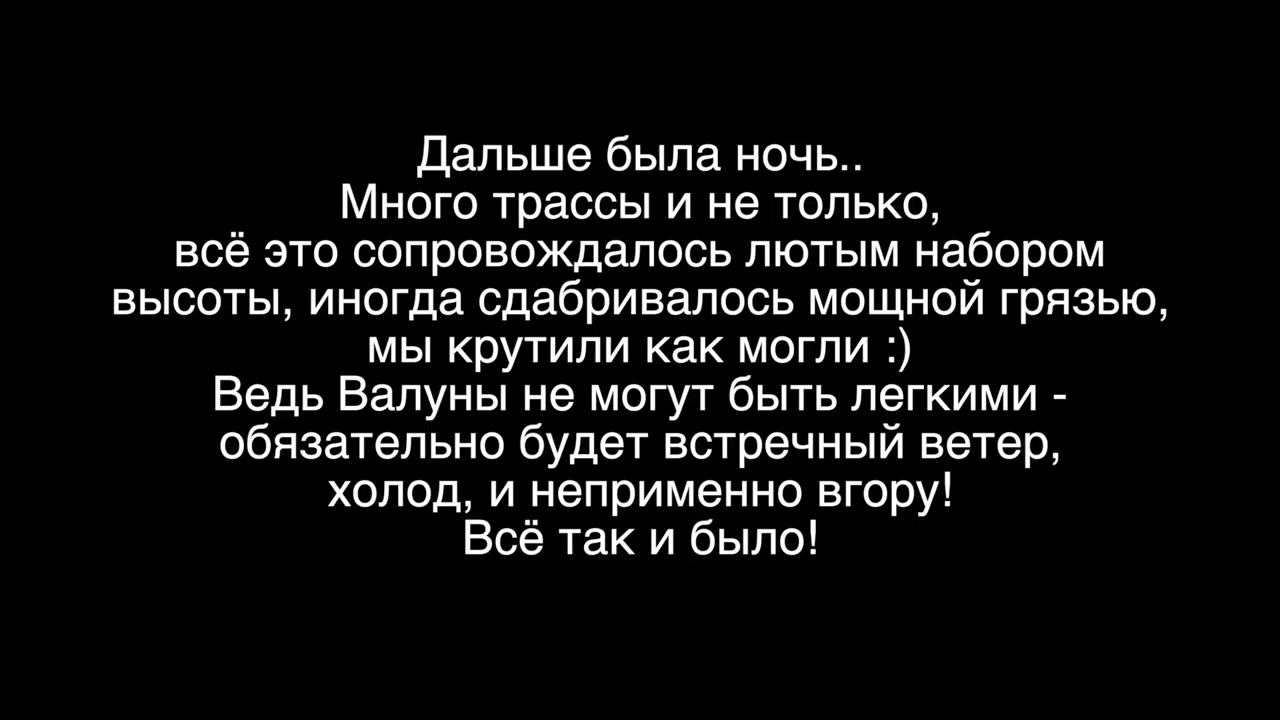 Дальше была ночь..
Много трассы и не только,
всё это сопровождалось лютым набором
высоты, иногда сдабривалось мощной грязью,
мы крутили как могли :)
Ведь Валуны не могут быть легкими -
обязательно будет встречный ветер,
холод, и неприменно вгору!
Всё так и было!